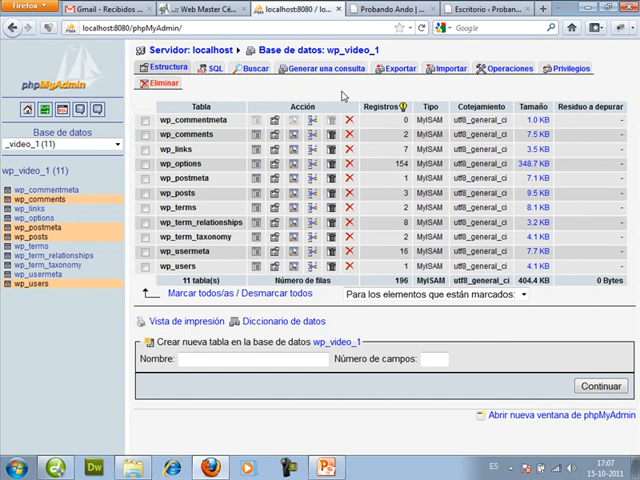 Firefox
Gmail - Recibidos
.:: Web Master Cé...
localhost:8080 / lo...
Probando Ando | ...
Escritorio ‹ Proban...
localhost:8080/phpMyAdmin/
Google
phpMyAdmin
Base de datos
_video_1 (11)
wp_video_1 (11)
wp_commentmeta
wp_comments
wp_links
wp_options
wp_postmeta
wp_posts
wp_terms
wp_term_relationships
wp_term_taxonomy
wp_usermeta
wp_users
Servidor: localhost Base de datos: wp_video_1
Estructura SQL Buscar Generar una consulta Exportar Importar Operaciones Privilegios
Eliminar
Tabla Acción Registros Tipo Cotejamiento Tamaño Residuo a depurar
wp_commentmeta 0 MyISAM utf8_general_ci 1.0 KB -
wp_comments 2 MyISAM utf8_general_ci 7.5 KB -
wp_links 7 MyISAM utf8_general_ci 3.5 KB -
wp_options 154 MyISAM utf8_general_ci 348.7 KB -
wp_postmeta 1 MyISAM utf8_general_ci 7.1 KB -
wp_posts 3 MyISAM utf8_general_ci 9.5 KB -
wp_terms 2 MyISAM utf8_general_ci 8.1 KB -
wp_term_relationships 8 MyISAM utf8_general_ci 3.2 KB -
wp_term_taxonomy 2 MyISAM utf8_general_ci 4.1 KB -
wp_usermeta 16 MyISAM utf8_general_ci 7.7 KB -
wp_users 1 MyISAM utf8_general_ci 4.1 KB -
11 tabla(s) Número de filas 196 MyISAM utf8_general_ci 404.4 KB 0 Bytes
Marcar todos/as / Desmarcar todos Para los elementos que están marcados:
Vista de impresión Diccionario de datos
Crear nueva tabla en la base de datos wp_video_1
Nombre: Número de campos:
Continuar
Abrir nueva ventana de phpMyAdmin
Dw
ES
17:07
15-10-2011